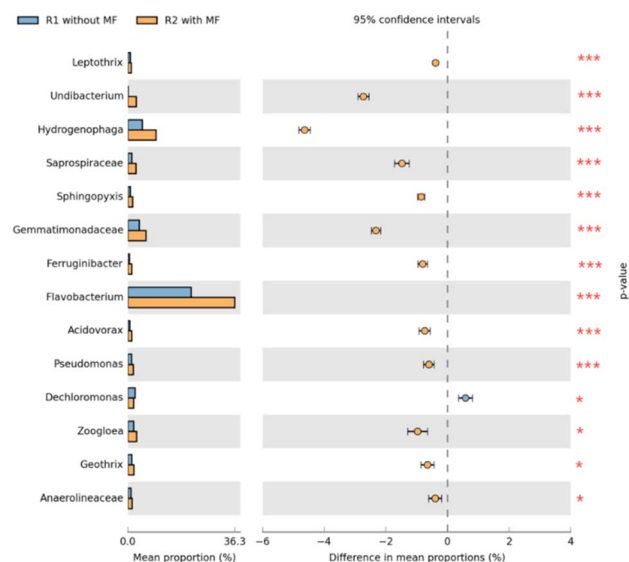 R1 without MF R2 with MF 95% confidence intervals
Leptothrix ***
Undibacterium ***
Hydrogenophaga ***
Saprospiraceae ***
Sphingopyxis ***
Gemmatimonadaceae ***
Ferruginibacter ***
Flavobacterium ***
Acidovorax ***
Pseudomonas ***
Dechloromonas *
Zoogloea *
Geothrix *
Anaerolineaceae *
p-value
0.0 36.3 −6 −4 −2 0 2 4
Mean proportion (%) Difference in mean proportions (%)